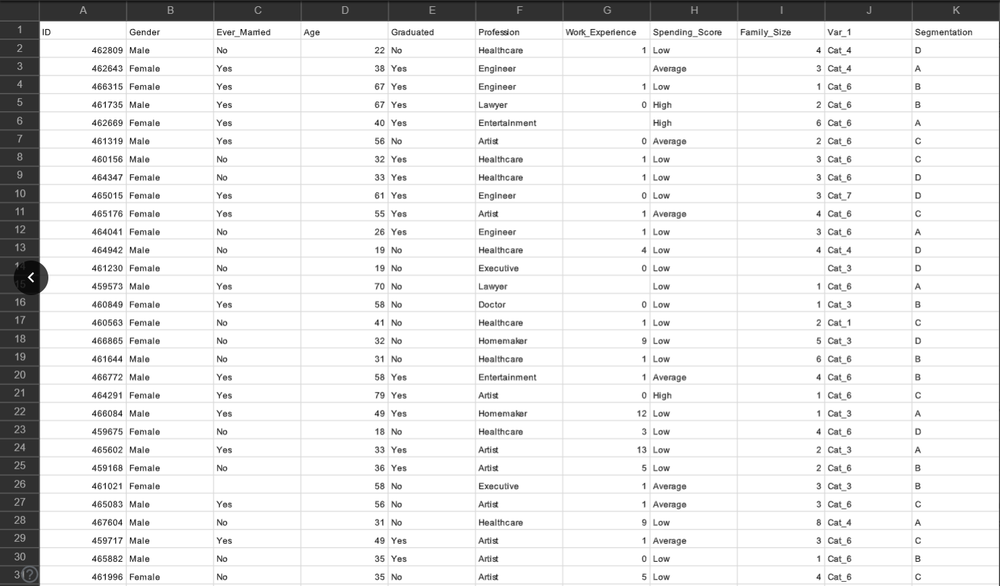 A B C D E F G H I J K
1 ID Gender Ever_Married Age Graduated Profession Work_Experience Spending_Score Family_Size Var_1 Segmentation
2 462809 Male No 22 No Healthcare 1 Low 4 Cat_4 D
3 462643 Female Yes 38 Yes Engineer Average 3 Cat_4 A
4 466315 Female Yes 67 Yes Engineer 1 Low 1 Cat_6 B
5 461735 Male Yes 67 Yes Lawyer 0 High 2 Cat_6 B
6 462669 Female Yes 40 Yes Entertainment High 6 Cat_6 A
7 461319 Male Yes 56 No Artist 0 Average 2 Cat_6 C
8 460156 Male No 32 Yes Healthcare 1 Low 3 Cat_6 C
9 464347 Female No 33 Yes Healthcare 1 Low 3 Cat_6 D
10 465015 Female Yes 61 Yes Engineer 0 Low 3 Cat_7 D
11 465176 Female Yes 55 Yes Artist 1 Average 4 Cat_6 C
12 464041 Female No 26 Yes Engineer 1 Low 3 Cat_6 A
13 464942 Male No 19 No Healthcare 4 Low 4 Cat_4 D
14 461230 Female No 19 No Executive 0 Low Cat_3 D
15 459573 Male Yes 70 No Lawyer Low 1 Cat_6 A
16 460849 Female Yes 58 No Doctor 0 Low 1 Cat_3 B
17 460563 Female No 41 No Healthcare 1 Low 2 Cat_1 C
18 466865 Female No 32 No Homemaker 9 Low 5 Cat_3 D
19 461644 Male No 31 No Healthcare 1 Low 6 Cat_6 B
20 466772 Male Yes 58 Yes Entertainment 1 Average 4 Cat_6 B
21 464291 Female Yes 79 Yes Artist 0 High 1 Cat_6 C
22 466084 Male Yes 49 Yes Homemaker 12 Low 1 Cat_3 A
23 459675 Female No 18 No Healthcare 3 Low 4 Cat_6 D
24 465602 Male Yes 33 Yes Artist 13 Low 2 Cat_3 A
25 459168 Female No 36 Yes Artist 5 Low 2 Cat_6 B
26 461021 Female 58 No Executive 1 Average 3 Cat_3 B
27 465083 Male Yes 56 No Artist 1 Average 3 Cat_6 C
28 467604 Male No 31 No Healthcare 9 Low 8 Cat_4 A
29 459717 Male Yes 49 Yes Artist 1 Average 3 Cat_6 C
30 465882 Male No 35 Yes Artist 0 Low 1 Cat_6 B
461996 Female No 35 No Artist 5 Low 4 Cat_6 C